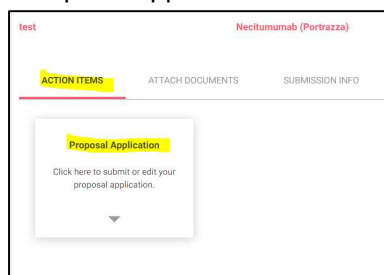 test Necitumumab (Portrazza)
ACTION ITEMS ATTACH DOCUMENTS SUBMISSION INFO
Proposal Application
Click here to submit or edit your
proposal application.